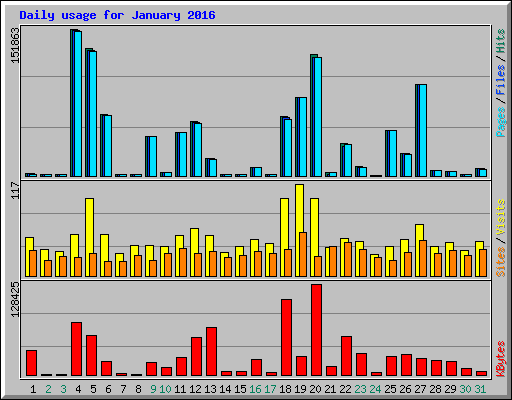 Daily usage for January 2016
151863
Pages / Files / Hits
117
Sites / Visits
128425
KBytes
1 2 3 4 5 6 7 8 9 10 11 12 13 14 15 16 17 18 19 20 21 22 23 24 25 26 27 28 29 30 31